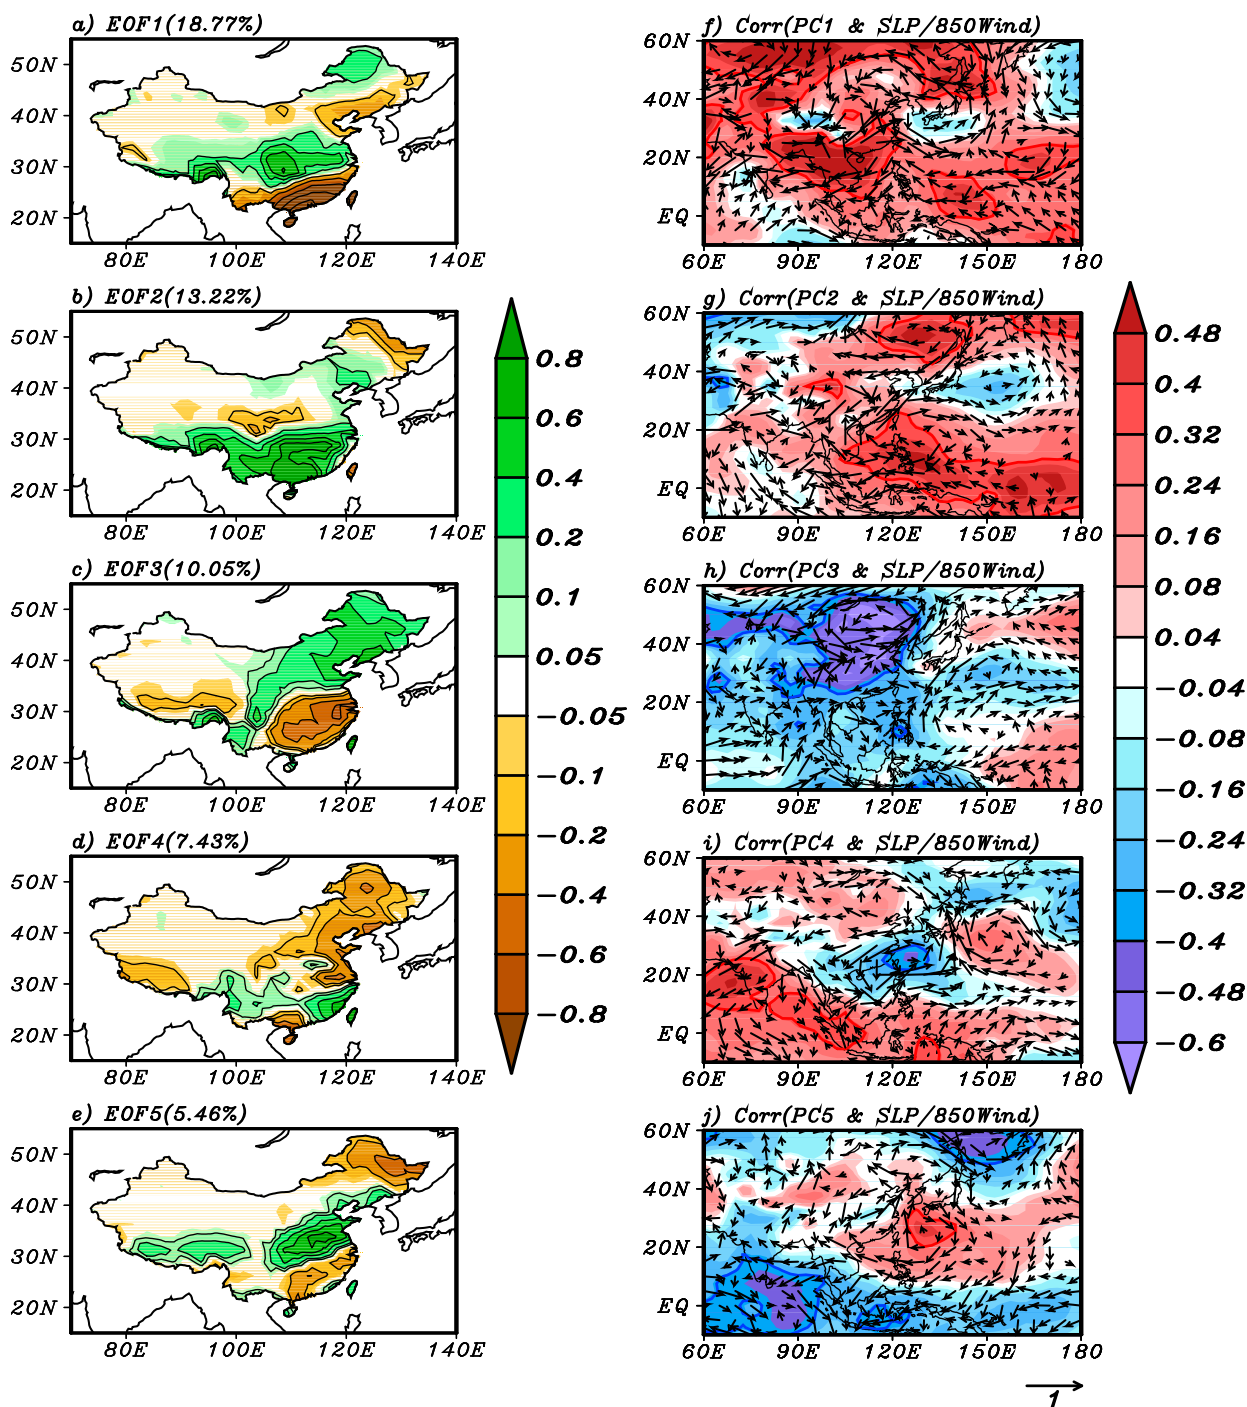 a) EOF1(18.77%)
50N
40N
30N
20N
80E 100E 120E 140E
b) EOF2(13.22%)
50N
40N
30N
20N
80E 100E 120E 140E
c) EOF3(10.05%)
50N
40N
30N
20N
80E 100E 120E 140E
d) EOF4(7.43%)
50N
40N
30N
20N
80E 100E 120E 140E
e) EOF5(5.46%)
50N
40N
30N
20N
80E 100E 120E 140E
0.8
0.6
0.4
0.2
0.1
0.05
-0.05
-0.1
-0.2
-0.4
-0.6
-0.8
f) Corr(PC1 & SLP/850Wind)
60N
40N
20N
EQ
60E 90E 120E 150E 180
g) Corr(PC2 & SLP/850Wind)
60N
40N
20N
EQ
60E 90E 120E 150E 180
h) Corr(PC3 & SLP/850Wind)
60N
40N
20N
EQ
60E 90E 120E 150E 180
i) Corr(PC4 & SLP/850Wind)
60N
40N
20N
EQ
60E 90E 120E 150E 180
j) Corr(PC5 & SLP/850Wind)
60N
40N
20N
EQ
60E 90E 120E 150E 180
1
0.48
0.4
0.32
0.24
0.16
0.08
0.04
-0.04
-0.08
-0.16
-0.24
-0.32
-0.4
-0.48
-0.6